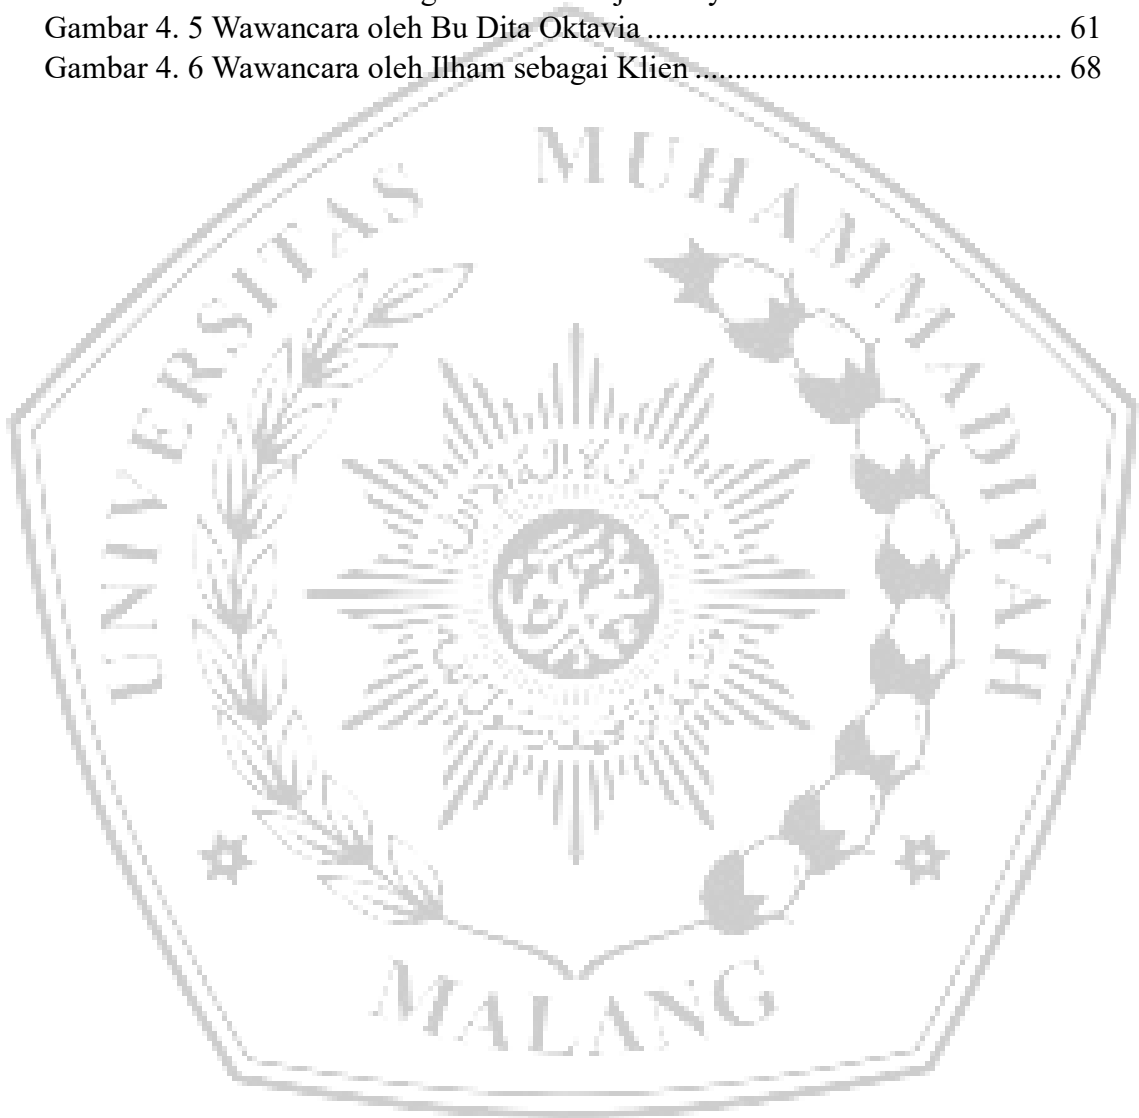 Gambar 4. 5 Wawancara oleh Bu Dita Oktavia .................................................... 61
Gambar 4. 6 Wawancara oleh Ilham sebagai Klien .............................................. 68
UNIVERSITAS MUHAMMADIYAH
MALANG